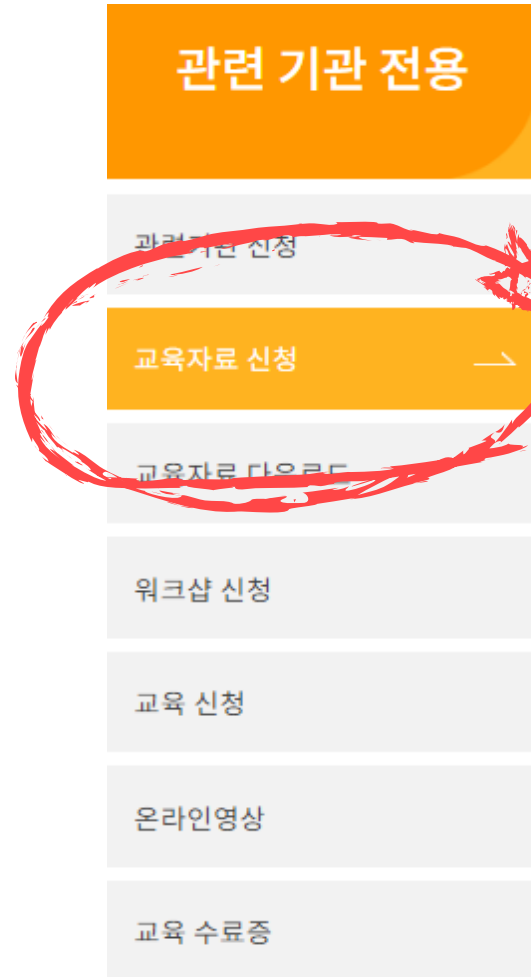 관련 기관 전용
관련기관 신청
교육자료 신청
교육자료 다운로드
워크샵 신청
교육 신청
온라인영상
교육 수료증